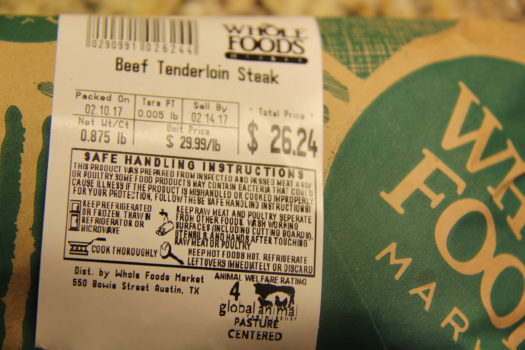 0290991 026244
WHOLE
FOODS
MARKET
Beef Tenderloin Steak
Packed On
02.10.17
Tare PT
0.005 lb
Sell By
02.14.17
Total Price
$ 26.24
Net Wt/Ct
0.875 lb
Unit Price
$ 29.99/lb
SAFE HANDLING INSTRUCTIONS
THIS PRODUCT WAS PREPARED FROM INSPECTED AND PASSED MEAT AND/
OR POULTRY. SOME FOOD PRODUCTS MAY CONTAIN BACTERIA THAT COULD
CAUSE ILLNESS IF THE PRODUCT IS MISHANDLED OR COOKED IMPROPERLY.
FOR YOUR PROTECTION, FOLLOW THESE SAFE HANDLING INSTRUCTIONS!
KEEP REFRIGERATED
OR FROZEN. THAW IN
REFRIGERATOR OR
MICROWAVE
KEEP RAW MEAT AND POULTRY SEPERATE
FROM OTHER FOODS. WASH WORKING
SURFACES (INCLUDING CUTTING BOARDS),
UTENSILS AND HANDS AFTER TOUCHING
RAW MEAT OR POULTRY
COOK THOROUGHLY
KEEP HOT FOODS HOT. REFRIGERATE
LEFTOVERS IMMEDIATELY OR DISCARD
Dist. by Whole Foods Market
550 Bowie Street Austin, TX
ANIMAL WELFARE RATING
4
global animal
PASTURE
CENTERED
WH
FOO
MAR